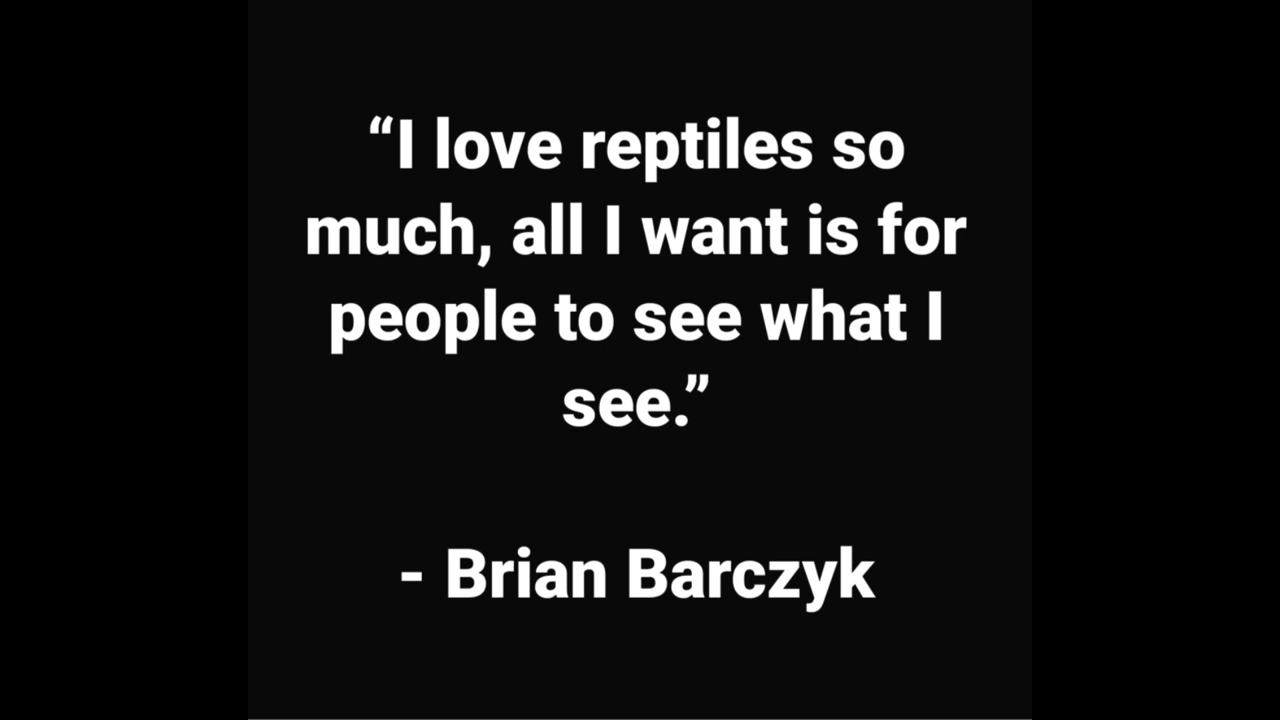 “I love reptiles so
much, all I want is for
people to see what I
see.”
- Brian Barczyk